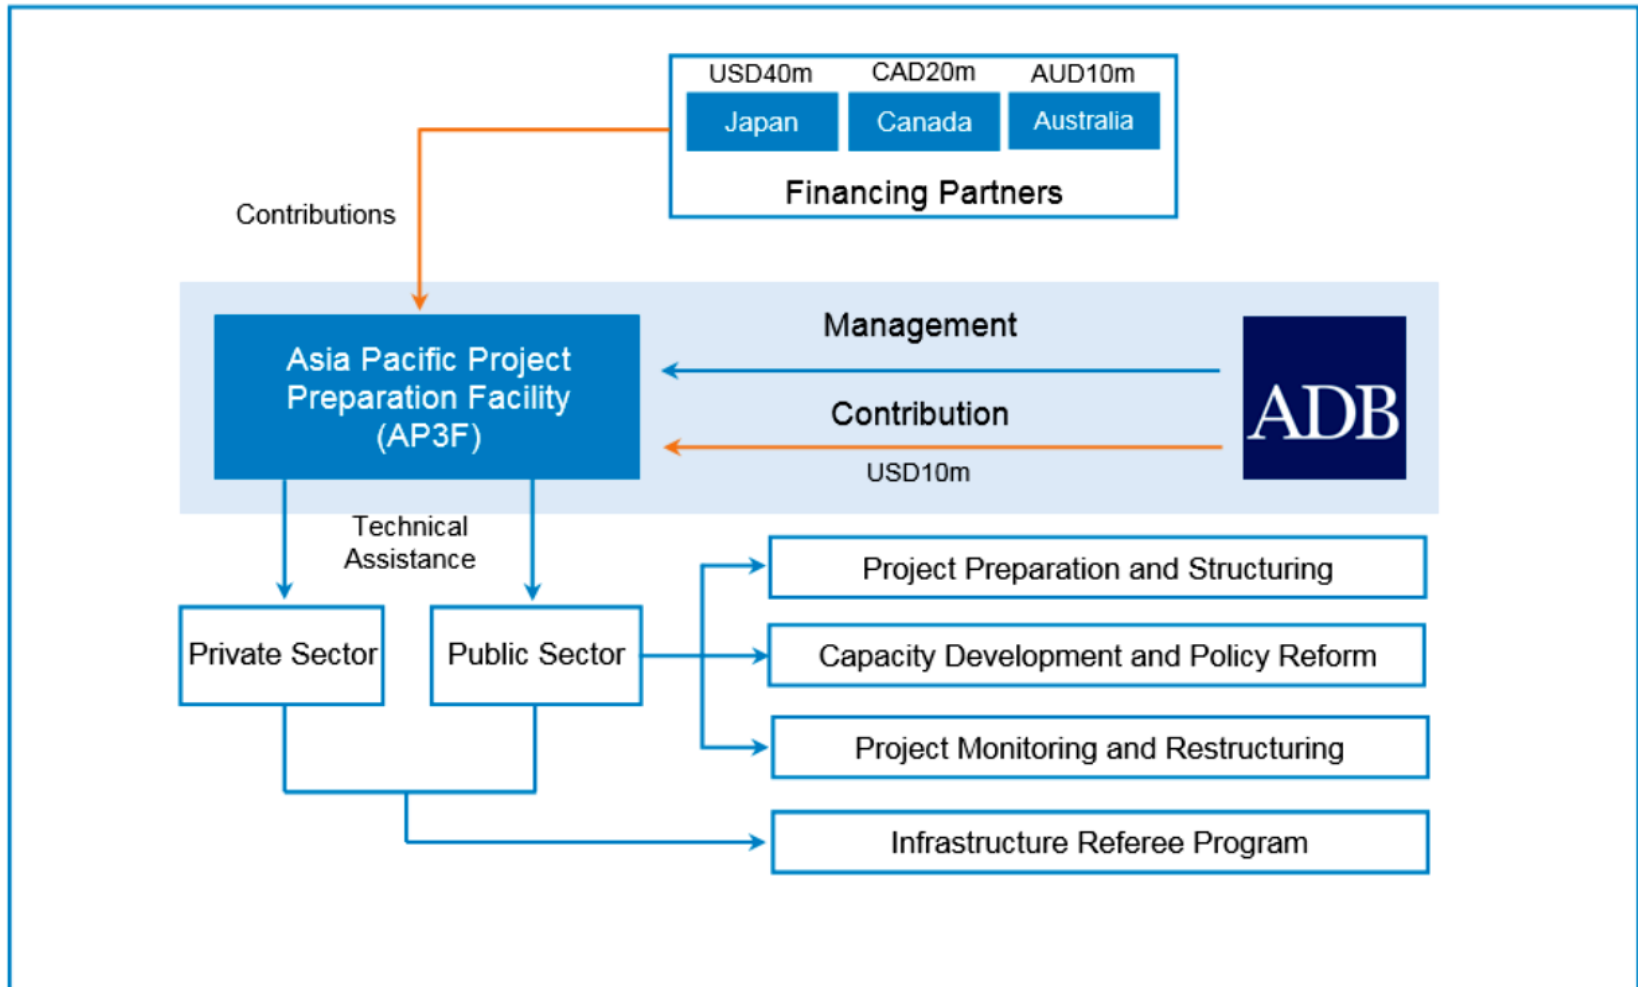 USD40m CAD20m AUD10m
Japan Canada Australia
Financing Partners
Contributions
Management
Asia Pacific Project
Preparation Facility
(AP3F)
Contribution
ADB
USD10m
Technical
Assistance
Project Preparation and Structuring
Private Sector
Public Sector
Capacity Development and Policy Reform
Project Monitoring and Restructuring
Infrastructure Referee Program